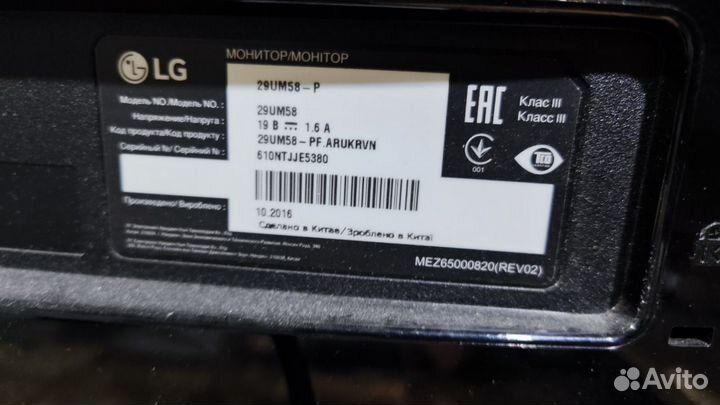 LG
МОНИТОР/МОНІТОР
29UM58-P
Модель NO./Модель NO. : 29UM58
Напряжение/Напруга : 19 В 1.6 A
Код продукта/Код продукту : 29UM58-PF.ARUKRVN
Серийный №/ Серійний № : 610NTJJE5380
EAC
Клас III
Класс III
001
TCO
Произведено/ Вироблено : 10.2016
Сделано в Китае/Зроблено в Китаї
MEZ65000820(REV02)
Avito